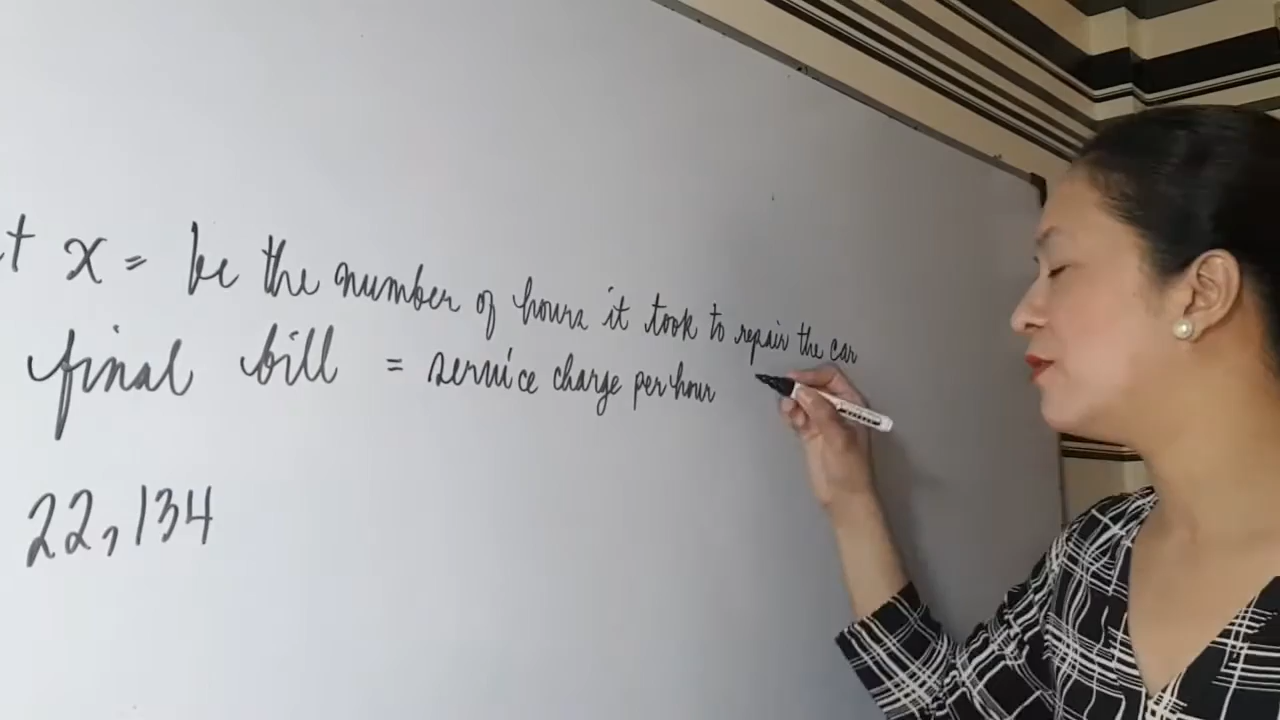 t x = be the number of hours it took to repair the car
final bill = service charge per hour
22,134